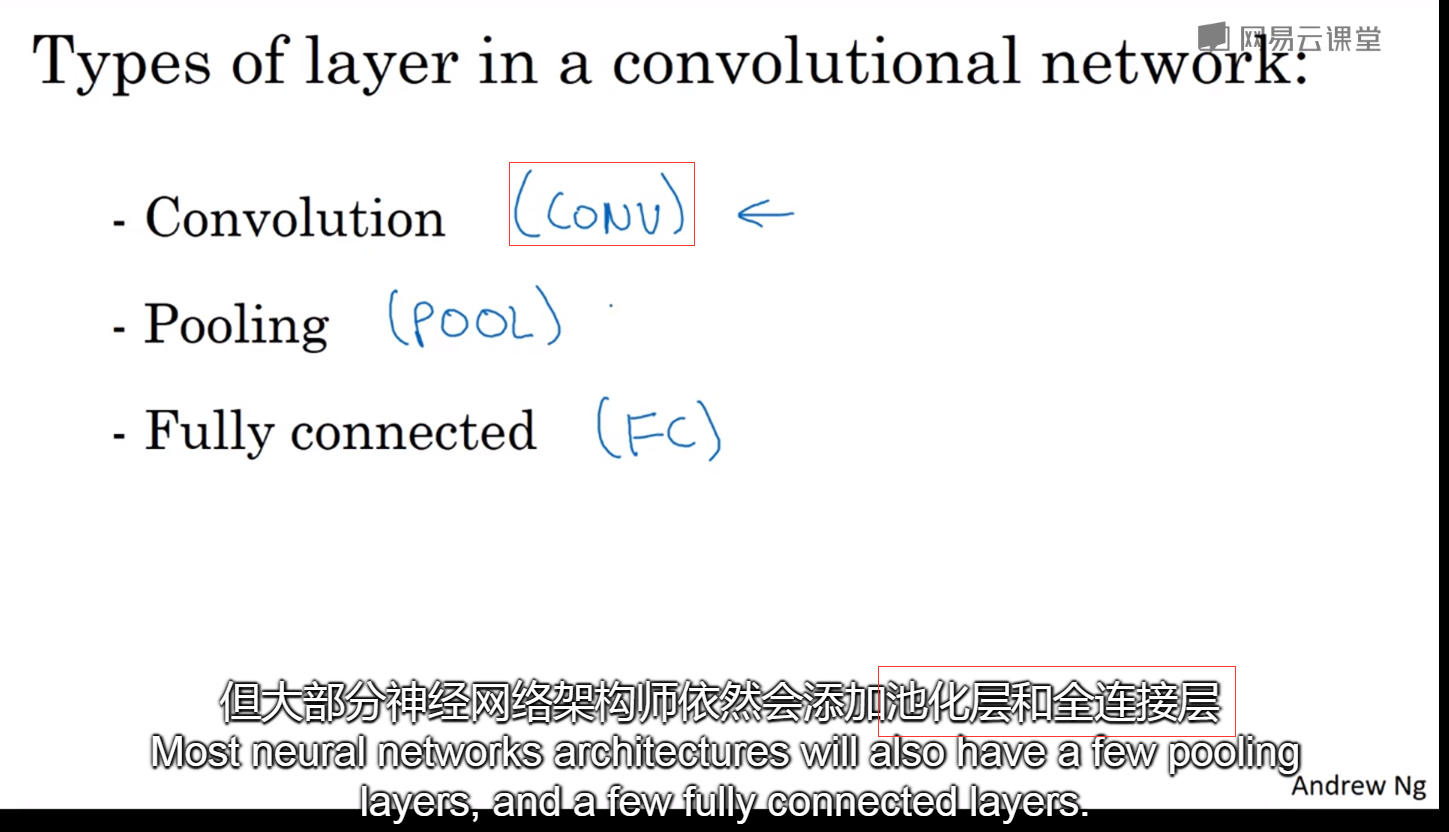 网易云课堂
Types of layer in a convolutional network:
- Convolution (CONV) ←
- Pooling (POOL)
- Fully connected (FC)
但大部分神经网络架构师依然会添加池化层和全连接层
Most neural networks architectures will also have a few pooling
layers, and a few fully connected layers.
Andrew Ng